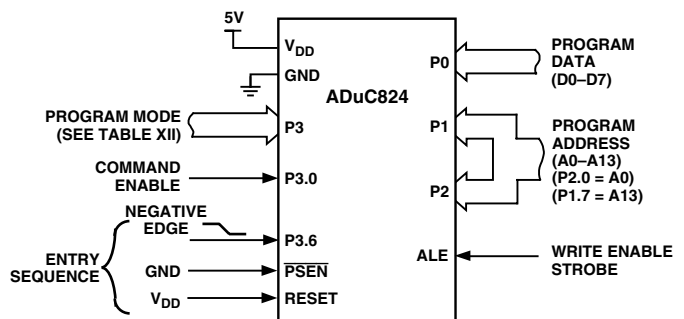 5V
VDD
GND
ADuC824
P0
PROGRAM
DATA
(D0–D7)
PROGRAM MODE
(SEE TABLE XII)
P3
P1
PROGRAM
ADDRESS
(A0–A13)
(P2.0 = A0)
(P1.7 = A13)
COMMAND
ENABLE
P3.0
P2
NEGATIVE
EDGE
P3.6
ENTRY
SEQUENCE
GND
PSEN
VDD
RESET
ALE
WRITE ENABLE
STROBE